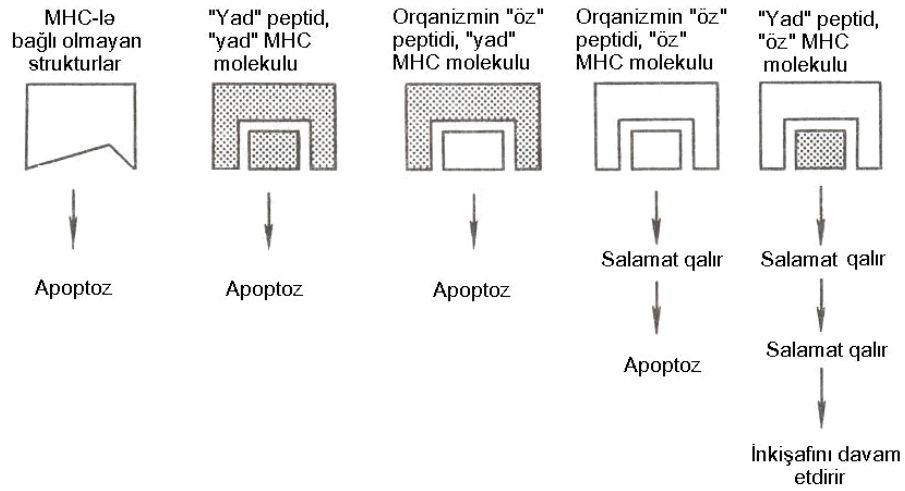 MHC-lə
bağlı olmayan
strukturlar
"Yad" peptid,
"yad" MHC
molekulu
Orqanizmin "öz"
peptidi, "yad"
MHC molekulu
Orqanizmin "öz"
peptidi, "öz"
MHC molekulu
"Yad" peptid,
"öz" MHC
molekulu
Apoptoz
Apoptoz
Apoptoz
Salamat qalır
Apoptoz
Salamat qalır
Salamat qalır
İnkişafını davam
etdirir